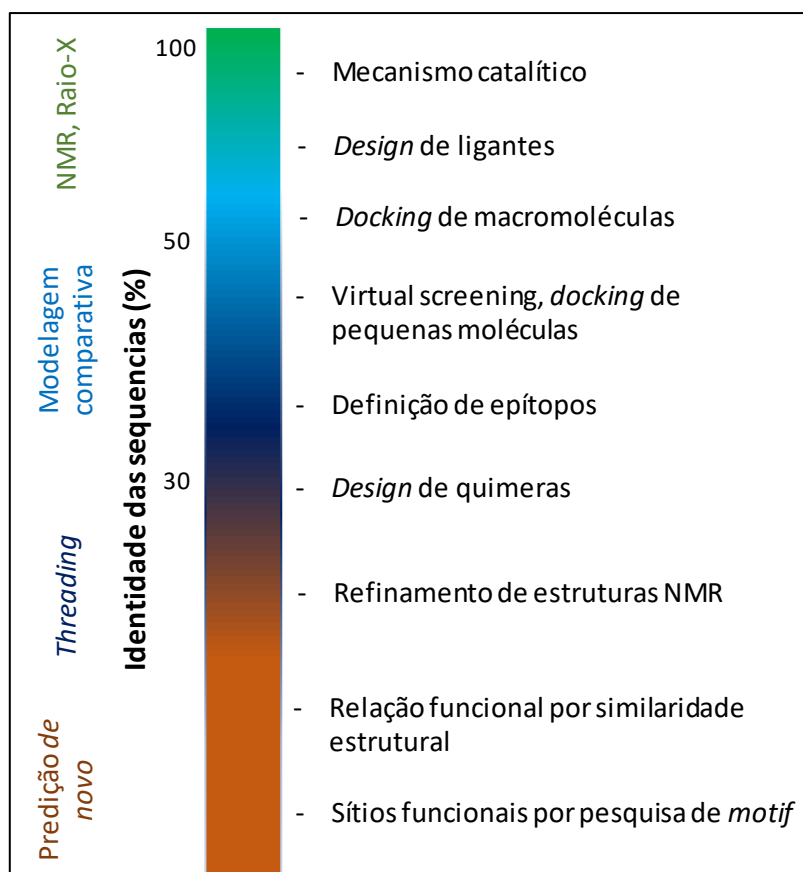 NMR, Raio-X
Modelagem
comparativa
Threading
Predição de
novo
Identidade das sequencias (%)
100
50
30
- Mecanismo catalítico
- Design de ligantes
- Docking de macromoléculas
- Virtual screening, docking de
pequenas moléculas
- Definição de epítopos
- Design de quimeras
- Refinamento de estruturas NMR
- Relação funcional por similaridade
estrutural
- Sítios funcionais por pesquisa de motif